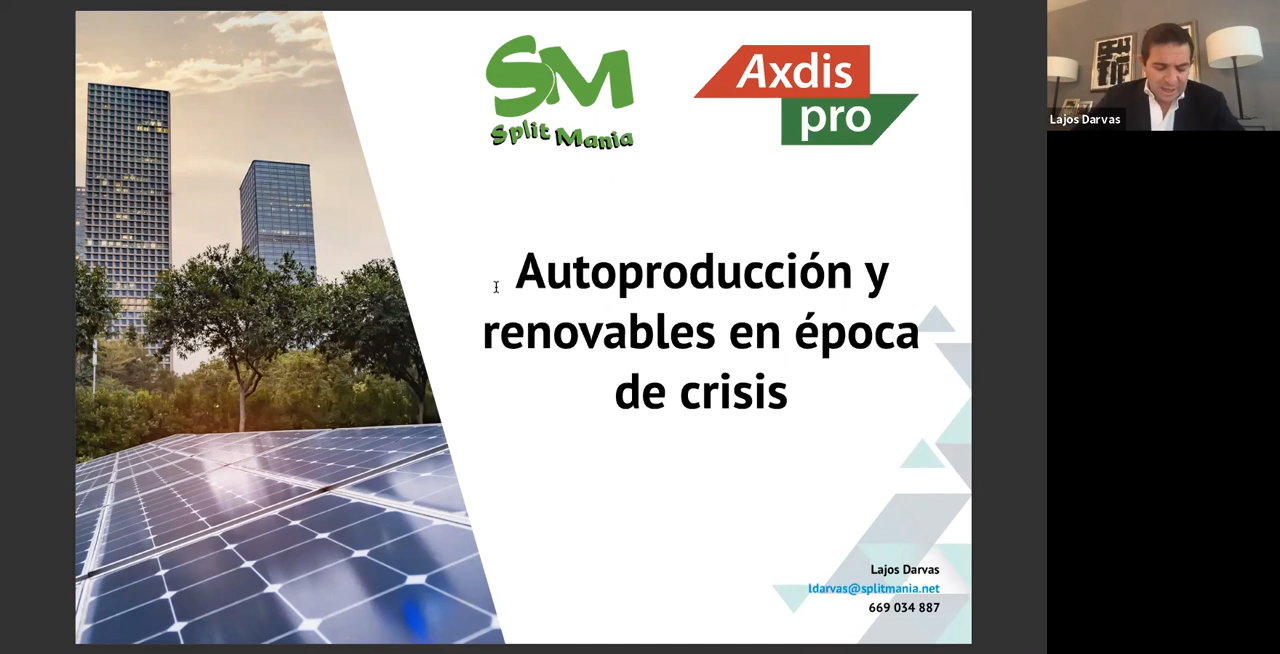 SM
Split Mania
Axdis
pro
Autoproducción y
renovables en época
de crisis
Lajos Darvas
ldarvas@splitmania.net
669 034 887
Lajos Darvas